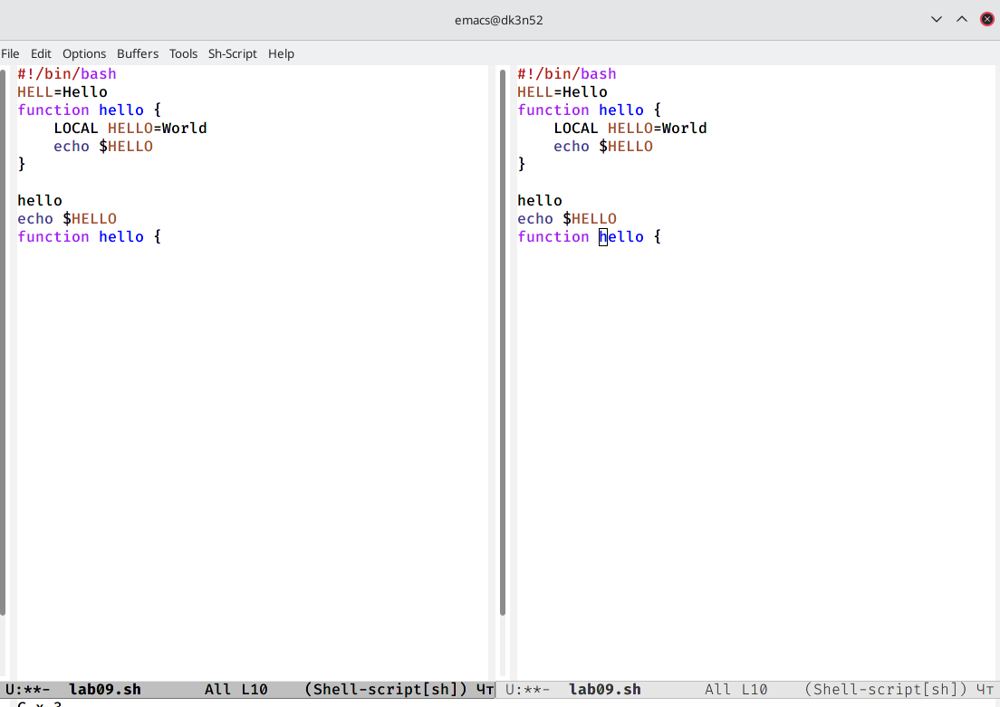 emacs@dk3n52
File Edit Options Buffers Tools Sh-Script Help
#!/bin/bash
HELL=Hello
function hello {
    LOCAL HELLO=World
    echo $HELLO
}
hello
echo $HELLO
function hello {
U:**-  lab09.sh       All L10    (Shell-script[sh]) Чт
#!/bin/bash
HELL=Hello
function hello {
    LOCAL HELLO=World
    echo $HELLO
}
hello
echo $HELLO
function hello {
U:**-  lab09.sh       All L10    (Shell-script[sh]) Чт
C-x 3